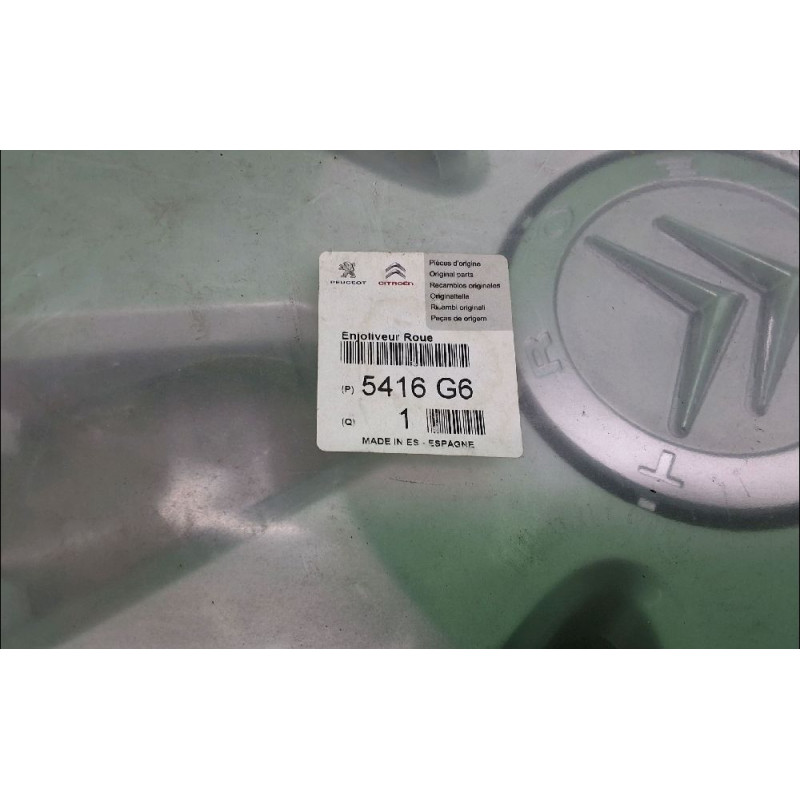 PEUGEOT
CITROËN
Pièces d'origine
Original parts
Recambios originales
Originalteile
Ricambi originali
Peças de origem
Enjoliveur Roue
(P) 5416 G6
(Q) 1
MADE IN ES - ESPAGNE